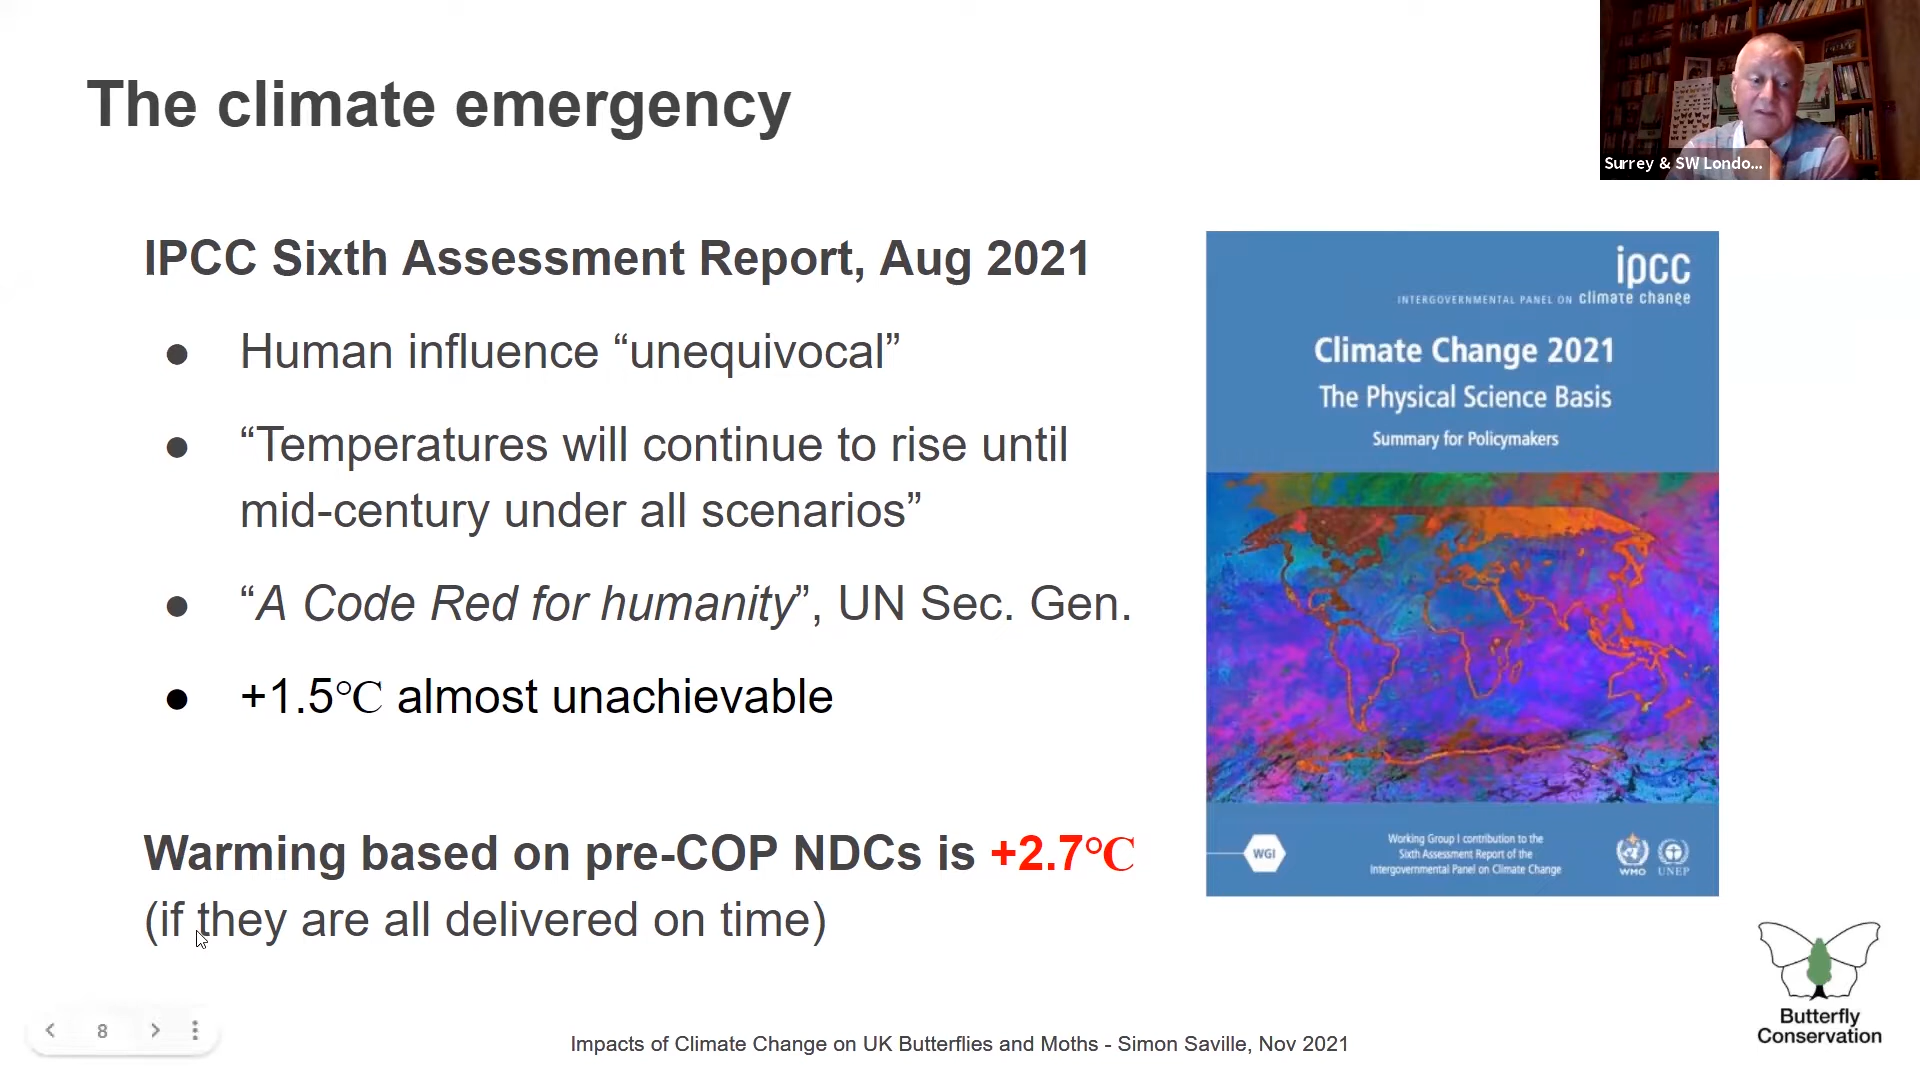 The climate emergency
Surrey & SW Londo...
IPCC Sixth Assessment Report, Aug 2021
● Human influence “unequivocal”
● “Temperatures will continue to rise until
mid-century under all scenarios”
● “A Code Red for humanity”, UN Sec. Gen.
● +1.5℃ almost unachievable
Warming based on pre-COP NDCs is +2.7℃
(if they are all delivered on time)
ipcc
INTERGOVERNMENTAL PANEL ON climate change
Climate Change 2021
The Physical Science Basis
Summary for Policymakers
WGI
Working Group I contribution to the
Sixth Assessment Report of the
Intergovernmental Panel on Climate Change
WMO
UNEP
Butterfly
Conservation
8
Impacts of Climate Change on UK Butterflies and Moths - Simon Saville, Nov 2021